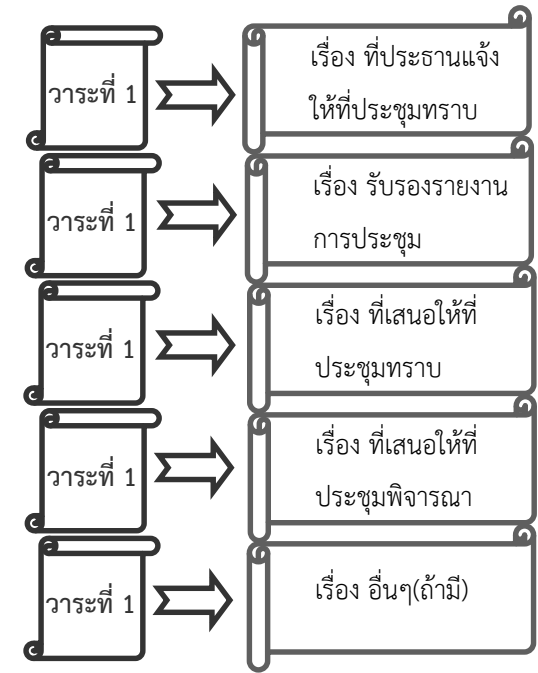 วาระที่ 1
เรื่อง ที่ประธานแจ้ง
ให้ที่ประชุมทราบ
วาระที่ 1
เรื่อง รับรองรายงาน
การประชุม
วาระที่ 1
เรื่อง ที่เสนอให้ที่
ประชุมทราบ
วาระที่ 1
เรื่อง ที่เสนอให้ที่
ประชุมพิจารณา
วาระที่ 1
เรื่อง อื่นๆ(ถ้ามี)